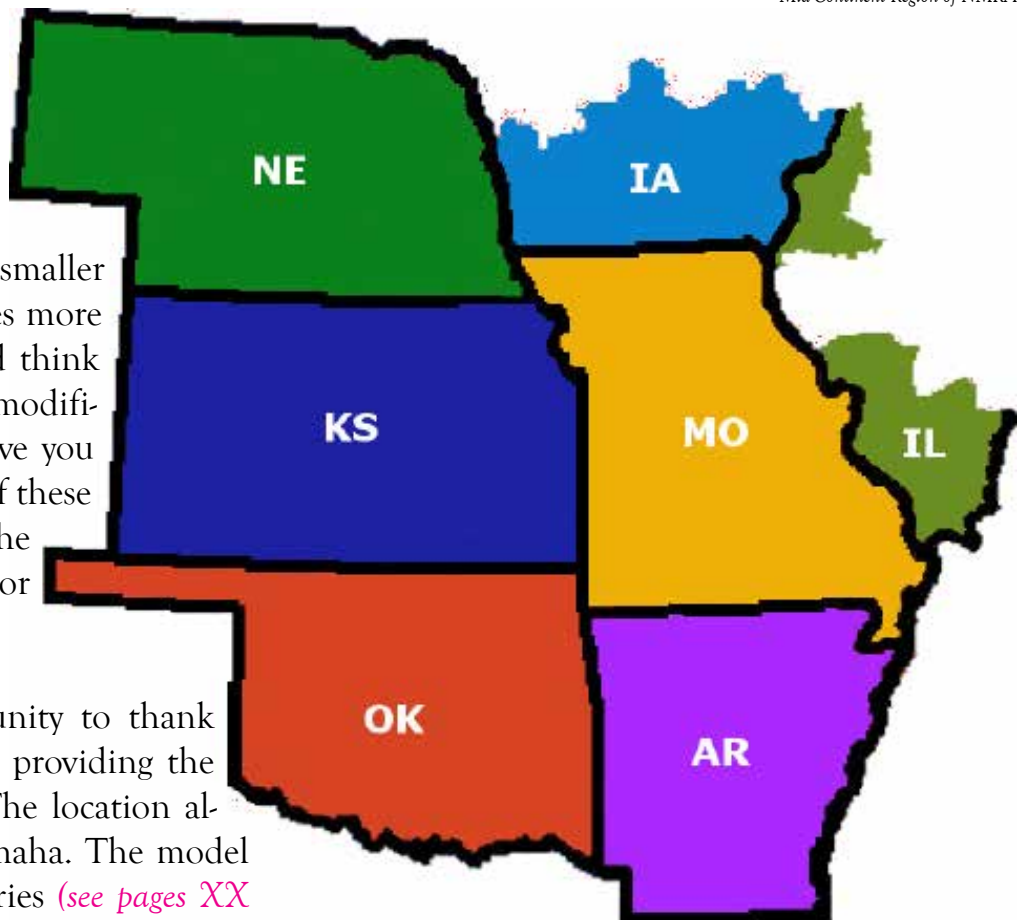 NE
IA
smaller
es more
d think
KS
MO
IL
modifi-
ve you
f these
he
or
OK
AR
unity to thank
providing the
The location al-
maha. The model
ries (see pages XX